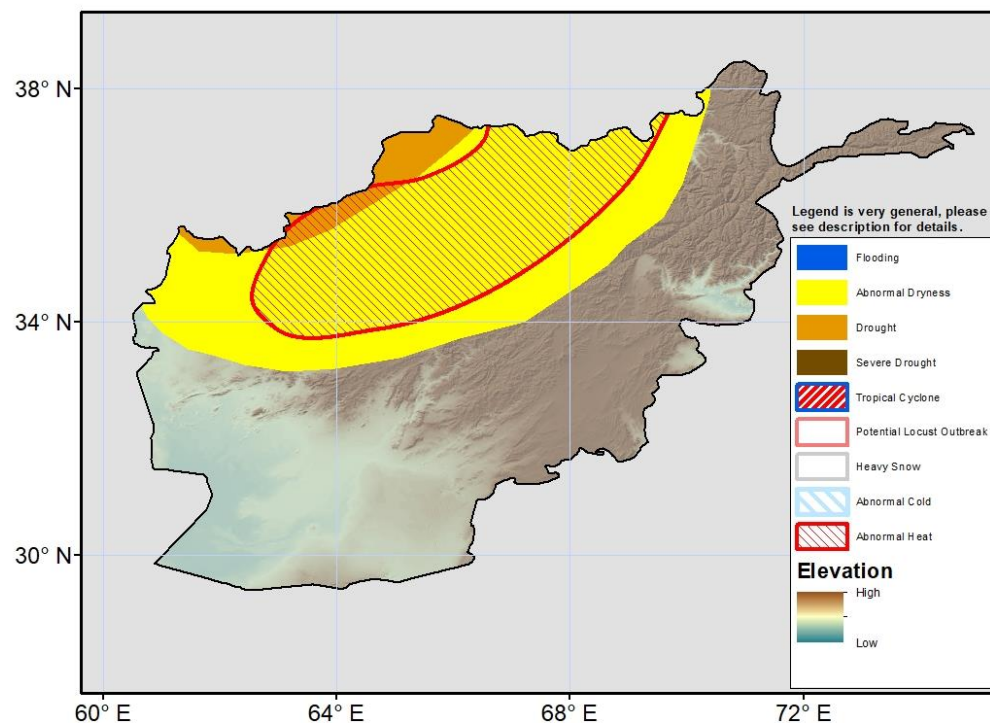 38° N
34° N
30° N
60° E
64° E
68° E
72° E
Legend is very general, please
see description for details.
Flooding
Abnormal Dryness
Drought
Severe Drought
Tropical Cyclone
Potential Locust Outbreak
Heavy Snow
Abnormal Cold
Abnormal Heat
Elevation
High
Low